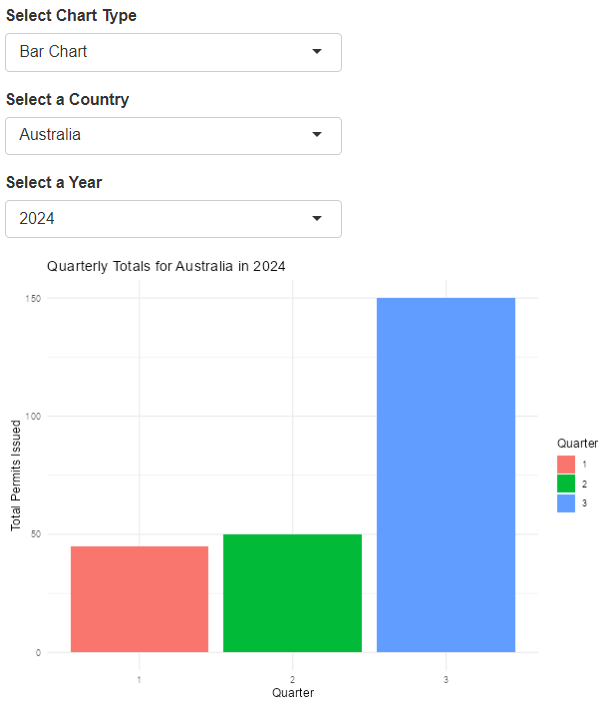 Select Chart Type
Bar Chart
Select a Country
Australia
Select a Year
2024
Quarterly Totals for Australia in 2024
150
100
50
0
Total Permits Issued
1
2
3
Quarter
Quarter
1
2
3